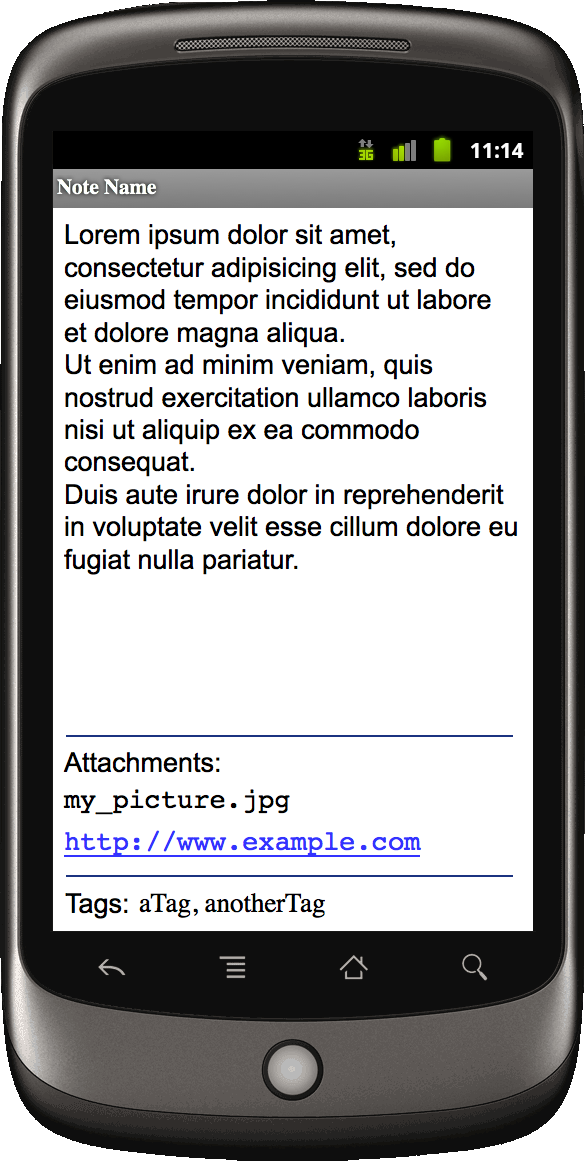 3G 11:14
Note Name
Lorem ipsum dolor sit amet,
consectetur adipisicing elit, sed do
eiusmod tempor incididunt ut labore
et dolore magna aliqua.
Ut enim ad minim veniam, quis
nostrud exercitation ullamco laboris
nisi ut aliquip ex ea commodo
consequat.
Duis aute irure dolor in reprehenderit
in voluptate velit esse cillum dolore eu
fugiat nulla pariatur.
Attachments:
my_picture.jpg
http://www.example.com
Tags: aTag, anotherTag